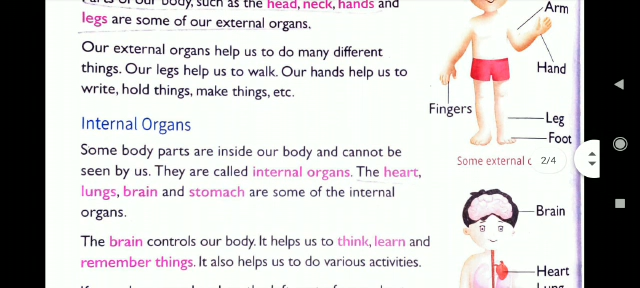 Parts of our body, such as the head, neck, hands and
legs are some of our external organs.
Our external organs help us to do many different
things. Our legs help us to walk. Our hands help us to
write, hold things, make things, etc.
Internal Organs
Some body parts are inside our body and cannot be
seen by us. They are called internal organs. The heart,
lungs, brain and stomach are some of the internal
organs.
The brain controls our body. It helps us to think, learn and
remember things. It also helps us to do various activities.
Arm
Hand
Fingers
Leg
Foot
Some external
2/4
Brain
Heart
Lung